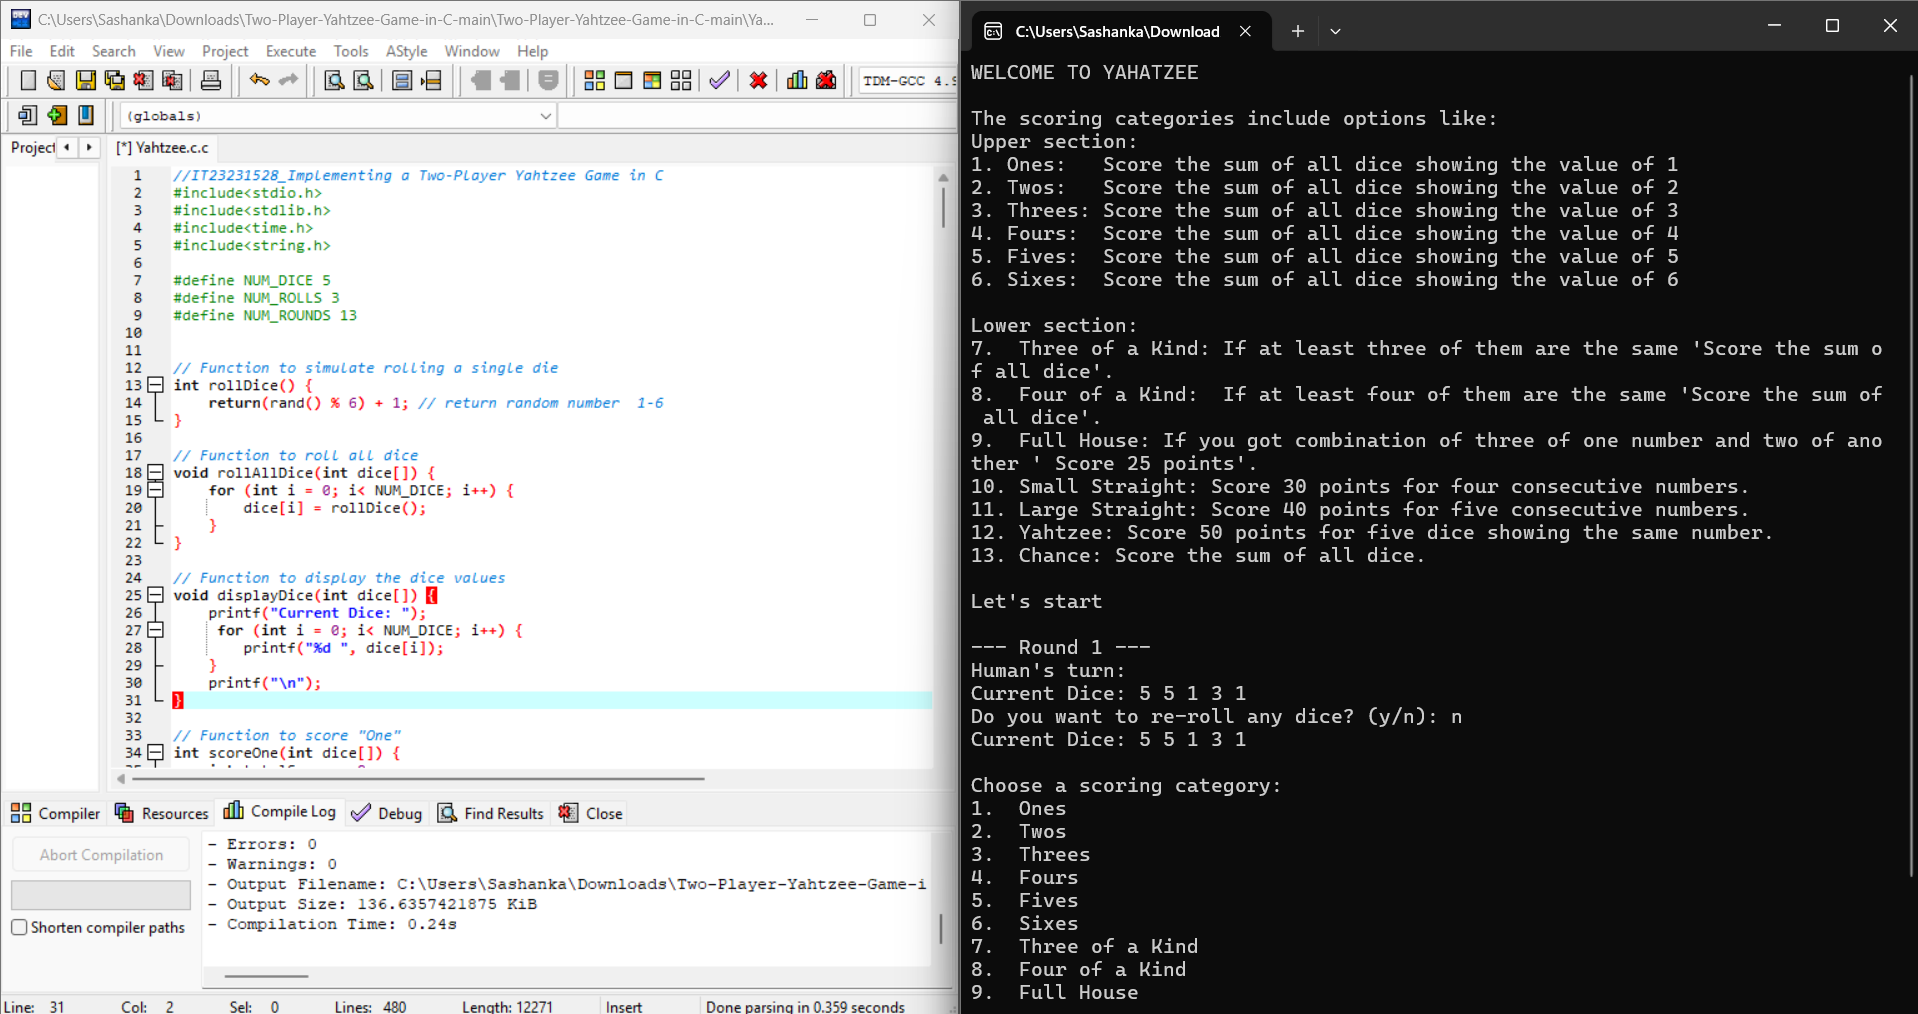 C:\Users\Sashanka\Downloads\Two-Player-Yahtzee-Game-in-C-main\Two-Player-Yahtzee-Game-in-C-main\Ya...
File Edit Search View Project Execute Tools AStyle Window Help
TDM-GCC 4.9
(globals)
Project
[*] Yahtzee.c.c
1 //IT23231528_Implementing a Two-Player Yahtzee Game in C
2 #include<stdio.h>
3 #include<stdlib.h>
4 #include<time.h>
5 #include<string.h>
6
7 #define NUM_DICE 5
8 #define NUM_ROLLS 3
9 #define NUM_ROUNDS 13
10
11
12 // Function to simulate rolling a single die
13 int rollDice() {
14 return(rand() % 6) + 1; // return random number  1-6
15 }
16
17 // Function to roll all dice
18 void rollAllDice(int dice[]) {
19 for (int i = 0; i< NUM_DICE; i++) {
20 dice[i] = rollDice();
21 }
22 }
23
24 // Function to display the dice values
25 void displayDice(int dice[]) {
26 printf("Current Dice: ");
27 for (int i = 0; i< NUM_DICE; i++) {
28 printf("%d ", dice[i]);
29 }
30 printf("\n");
31 }
32
33 // Function to score "One"
34 int scoreOne(int dice[]) {
Compiler Resources Compile Log Debug Find Results Close
Abort Compilation
Shorten compiler paths
- Errors: 0
- Warnings: 0
- Output Filename: C:\Users\Sashanka\Downloads\Two-Player-Yahtzee-Game-i
- Output Size: 136.6357421875 KiB
- Compilation Time: 0.24s
Line: 31 Col: 2 Sel: 0 Lines: 480 Length: 12271 Insert Done parsing in 0.359 seconds
C:\Users\Sashanka\Download
WELCOME TO YAHATZEE
The scoring categories include options like:
Upper section:
1. Ones:   Score the sum of all dice showing the value of 1
2. Twos:   Score the sum of all dice showing the value of 2
3. Threes: Score the sum of all dice showing the value of 3
4. Fours:  Score the sum of all dice showing the value of 4
5. Fives:  Score the sum of all dice showing the value of 5
6. Sixes:  Score the sum of all dice showing the value of 6
Lower section:
7.  Three of a Kind: If at least three of them are the same 'Score the sum o
f all dice'.
8.  Four of a Kind:  If at least four of them are the same 'Score the sum of
all dice'.
9.  Full House: If you got combination of three of one number and two of ano
ther ' Score 25 points'.
10. Small Straight: Score 30 points for four consecutive numbers.
11. Large Straight: Score 40 points for five consecutive numbers.
12. Yahtzee: Score 50 points for five dice showing the same number.
13. Chance: Score the sum of all dice.
Let's start
--- Round 1 ---
Human's turn:
Current Dice: 5 5 1 3 1
Do you want to re-roll any dice? (y/n): n
Current Dice: 5 5 1 3 1
Choose a scoring category:
1.  Ones
2.  Twos
3.  Threes
4.  Fours
5.  Fives
6.  Sixes
7.  Three of a Kind
8.  Four of a Kind
9.  Full House